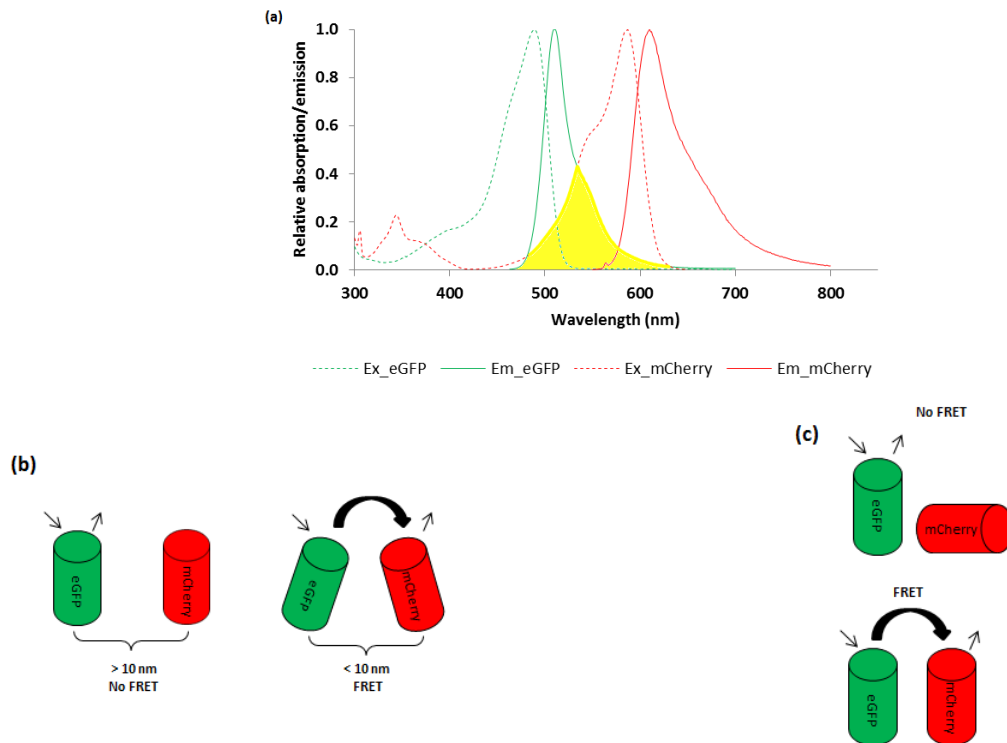 (a)
Relative absorption/emission
1.0
0.8
0.6
0.4
0.2
0.0
300 400 500 600 700 800
Wavelength (nm)
Ex_eGFP Em_eGFP Ex_mCherry Em_mCherry
(b)
eGFP
mCherry
> 10 nm
No FRET
eGFP
mCherry
< 10 nm
FRET
(c)
No FRET
eGFP
mCherry
FRET
eGFP
mCherry